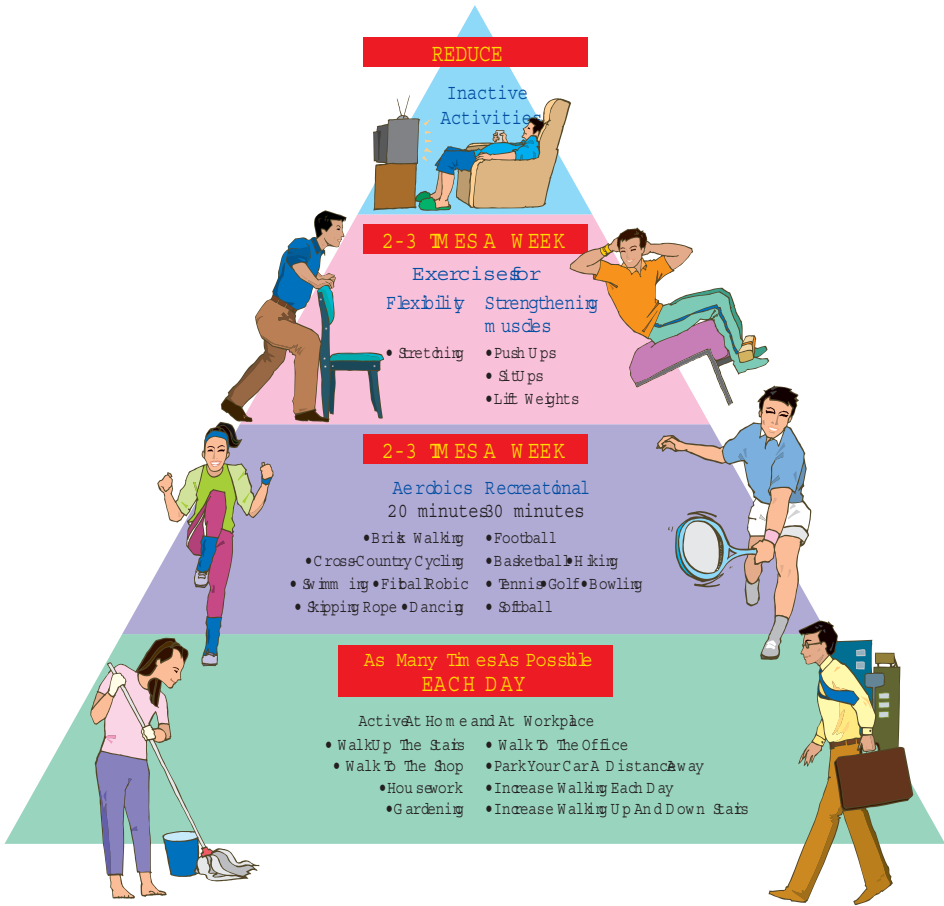 REDUCE
Inactive
Activities
2-3 TIMES A WEEK
Exercises for
Flexibility
Strengthening
muscles
• Stretching
• Push Ups
• Sit Ups
• Lift Weights
2-3 TIMES A WEEK
Aerobics
20 minutes
Recreational
30 minutes
• Brisk Walking
• Cross-Country Cycling
• Swimming • Fitball Robic
• Skipping Rope • Dancing
• Football
• Basketball • Hiking
• Tennis • Golf • Bowling
• Softball
As Many Times As Possible
EACH DAY
Active At Home and At Workplace
• Walk Up The Stairs
• Walk To The Shop
• Housework
• Gardening
• Walk To The Office
• Park Your Car A Distance Away
• Increase Walking Each Day
• Increase Walking Up And Down Stairs